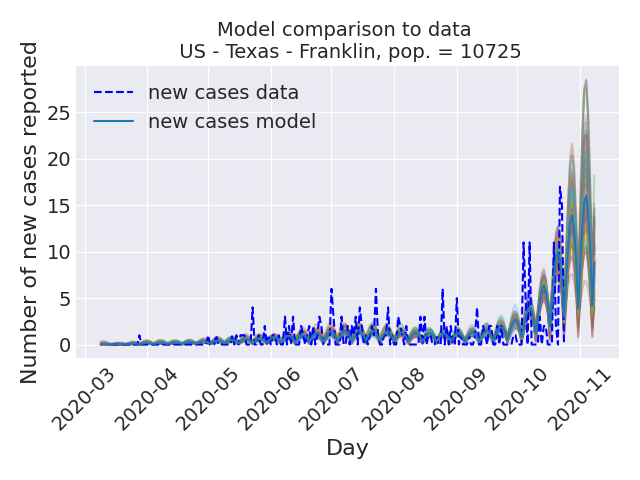 Model comparison to data
US - Texas - Franklin, pop. = 10725
Number of new cases reported
new cases data
new cases model
25
20
15
10
5
0
2020-03
2020-04
2020-05
2020-06
2020-07
2020-08
2020-09
2020-10
2020-11
Day